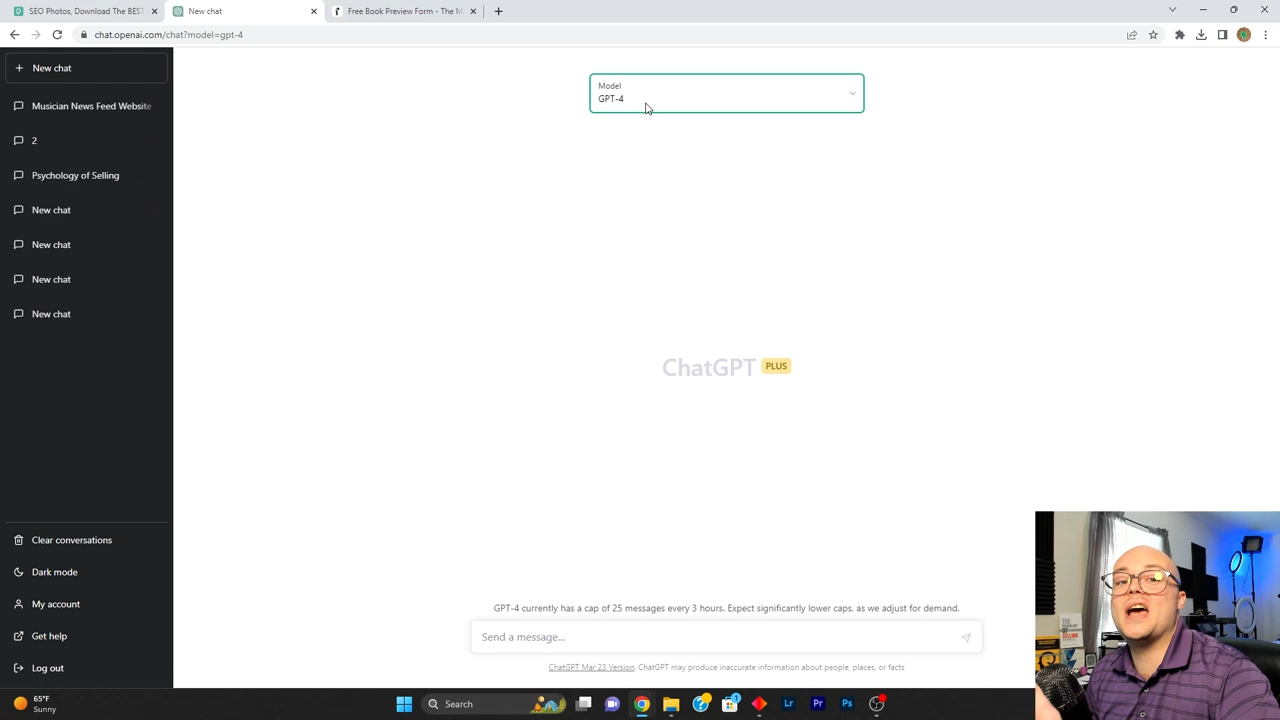 SEO Photos, Download The BEST
New chat
Free Book Preview Form - The M
chat.openai.com/chat?model=gpt-4
New chat
Musician News Feed Website
2
Psychology of Selling
New chat
New chat
New chat
New chat
Model
GPT-4
ChatGPT PLUS
Clear conversations
Dark mode
My account
Get help
Log out
GPT-4 currently has a cap of 25 messages every 3 hours. Expect significantly lower caps, as we adjust for demand.
Send a message...
ChatGPT Mar 23 Version. ChatGPT may produce inaccurate information about people, places, or facts
SELLING
65°F
Sunny
Search
1
Lr
Pr
Ps